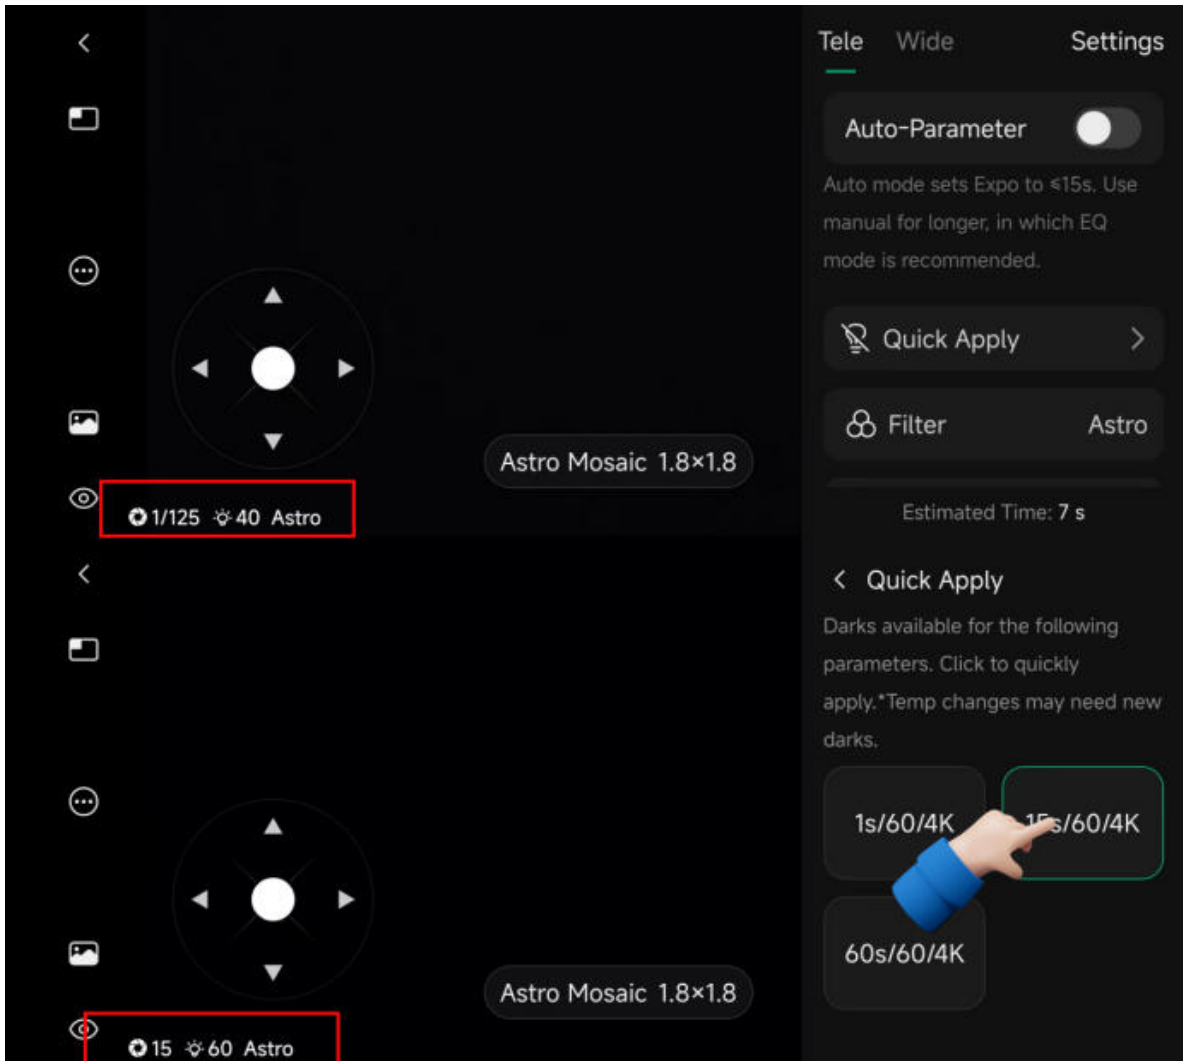 Tele Wide Settings
Auto-Parameter
Auto mode sets Expo to ≤15s. Use
manual for longer, in which EQ
mode is recommended.
Quick Apply
Filter Astro
Astro Mosaic 1.8×1.8
1/125 40 Astro
Estimated Time: 7 s
Quick Apply
Darks available for the following
parameters. Click to quickly
apply.*Temp changes may need new
darks.
1s/60/4K 15s/60/4K
60s/60/4K
Astro Mosaic 1.8×1.8
15 60 Astro